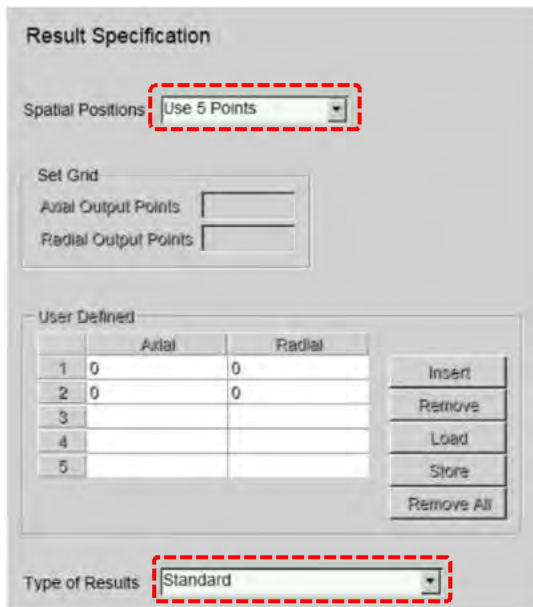 Result Specification
Spatial Positions Use 5 Points
Set Grid
Axial Output Points
Radial Output Points
User Defined
Axial Radial
1 0 0
2 0 0
3
4
5
Insert
Remove
Load
Store
Remove All
Type of Results Standard